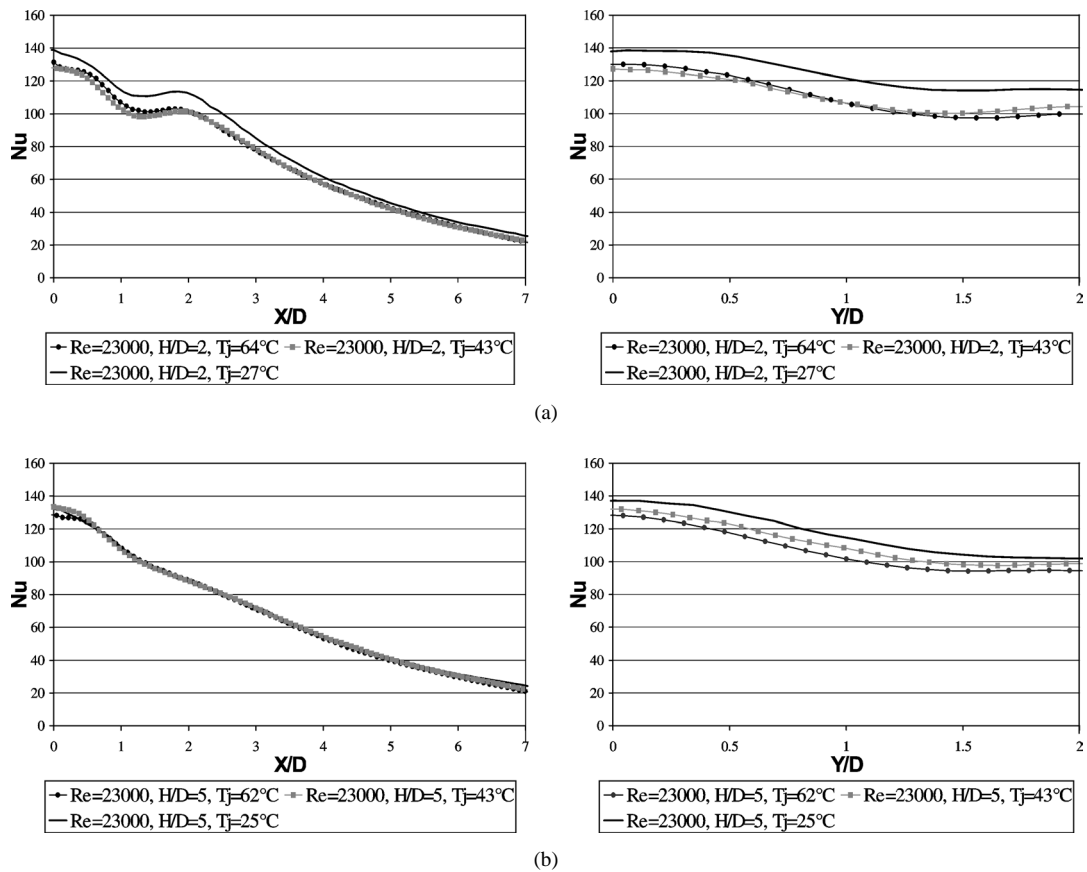 160
140
120
100
80
60
40
20
0
Nu
0 1 2 3 4 5 6 7
X/D
Re=23000, H/D=2, Tj=64°C Re=23000, H/D=2, Tj=43°C
Re=23000, H/D=2, Tj=27°C
160
140
120
100
80
60
40
20
0
Nu
0 0.5 1 1.5 2
Y/D
Re=23000, H/D=2, Tj=64°C Re=23000, H/D=2, Tj=43°C
Re=23000, H/D=2, Tj=27°C
(a)
160
140
120
100
80
60
40
20
0
Nu
0 1 2 3 4 5 6 7
X/D
Re=23000, H/D=5, Tj=62°C Re=23000, H/D=5, Tj=43°C
Re=23000, H/D=5, Tj=25°C
160
140
120
100
80
60
40
20
0
Nu
0 0.5 1 1.5 2
Y/D
Re=23000, H/D=5, Tj=62°C Re=23000, H/D=5, Tj=43°C
Re=23000, H/D=5, Tj=25°C
(b)